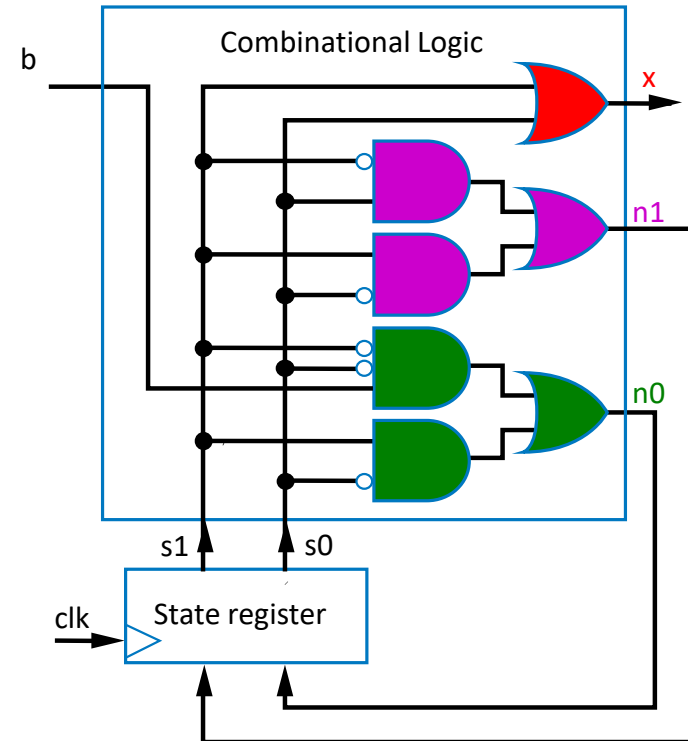 Combinational Logic
b
x
n1
n0
s1
s0
State register
clk